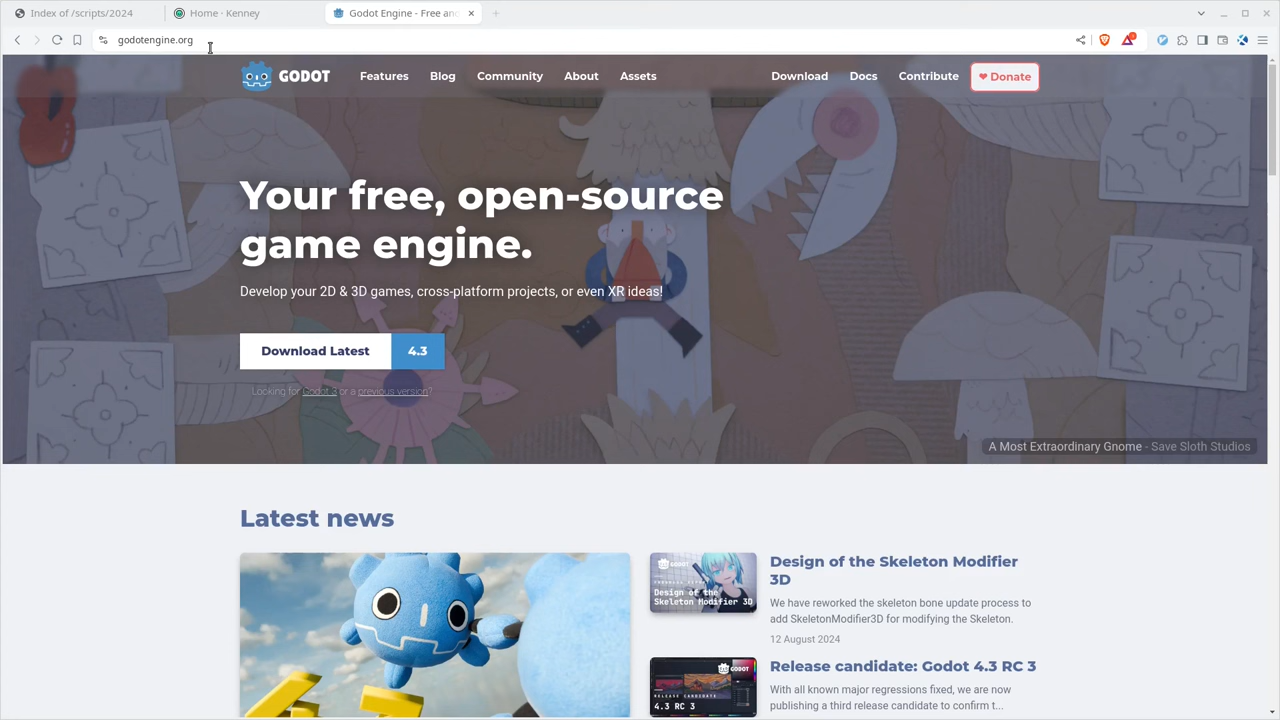 Index of /scripts/2024
Home · Kenney
Godot Engine - Free and
godotengine.org
GODOT
Features
Blog
Community
About
Assets
Download
Docs
Contribute
❤ Donate
Your free, open-source
game engine.
Develop your 2D & 3D games, cross-platform projects, or even XR ideas!
Download Latest
4.3
Looking for Godot 3 or a previous version?
A Most Extraordinary Gnome - Save Sloth Studios
Latest news
GODOT
Design of the
Skeleton Modifier 3D
Design of the Skeleton Modifier
3D
We have reworked the skeleton bone update process to
add SkeletonModifier3D for modifying the Skeleton.
12 August 2024
GODOT
RELEASE CANDIDATE
4.3 RC 3
Release candidate: Godot 4.3 RC 3
With all known major regressions fixed, we are now
publishing a third release candidate to confirm t...